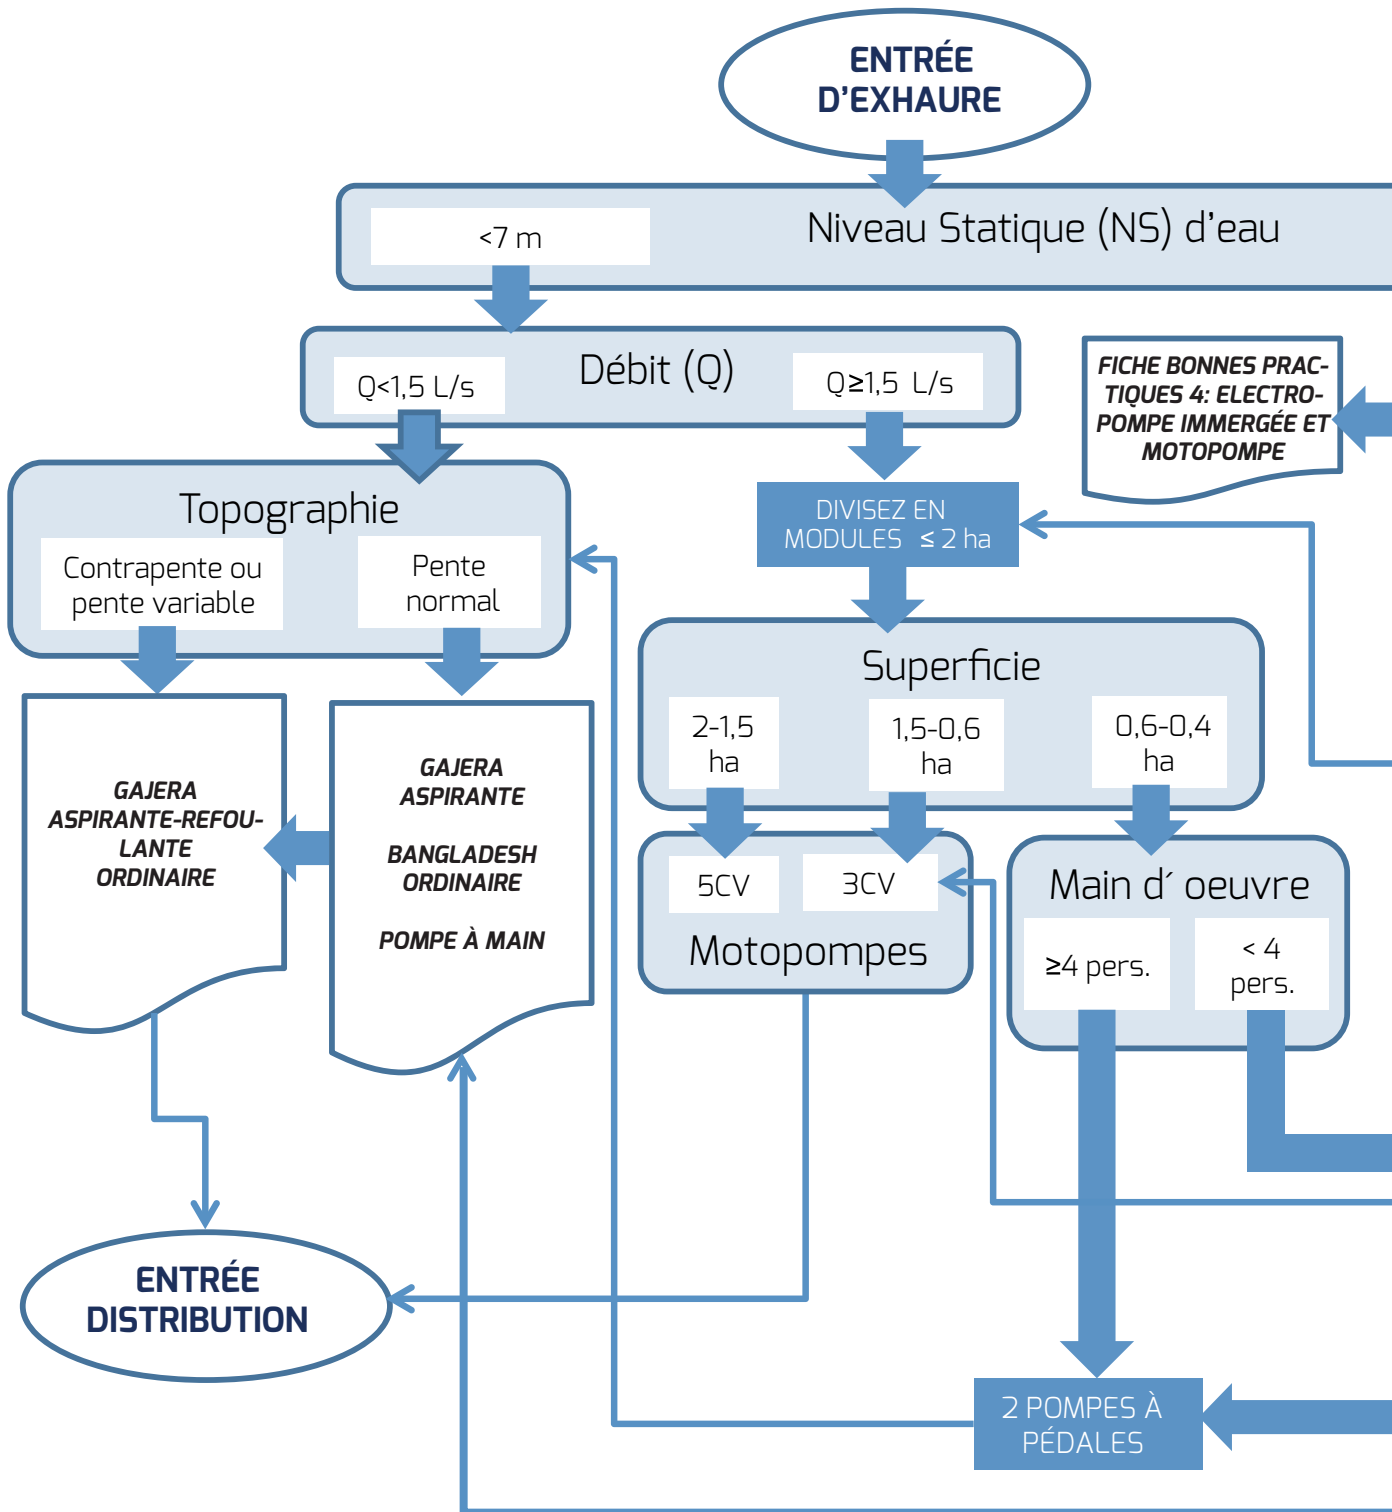 ENTRÉE
D'EXHAURE
<7 m
Niveau Statique (NS) d'eau
Débit (Q)
Q<1,5 L/s
Q≥1,5 L/s
FICHE BONNES PRAC-
TIQUES 4: ELECTRO-
POMPE IMMERGÉE ET
MOTOPOMPE
Topographie
Contrapente ou
pente variable
Pente
normal
DIVISEZ EN
MODULES ≤ 2 ha
Superficie
2-1,5
ha
1,5-0,6
ha
0,6-0,4
ha
GAJERA
ASPIRANTE-REFOU-
LANTE
ORDINAIRE
GAJERA
ASPIRANTE
BANGLADESH
ORDINAIRE
POMPE À MAIN
5CV
3CV
Motopompes
Main d´ oeuvre
≥4 pers.
< 4
pers.
ENTRÉE
DISTRIBUTION
2 POMPES À
PÉDALES